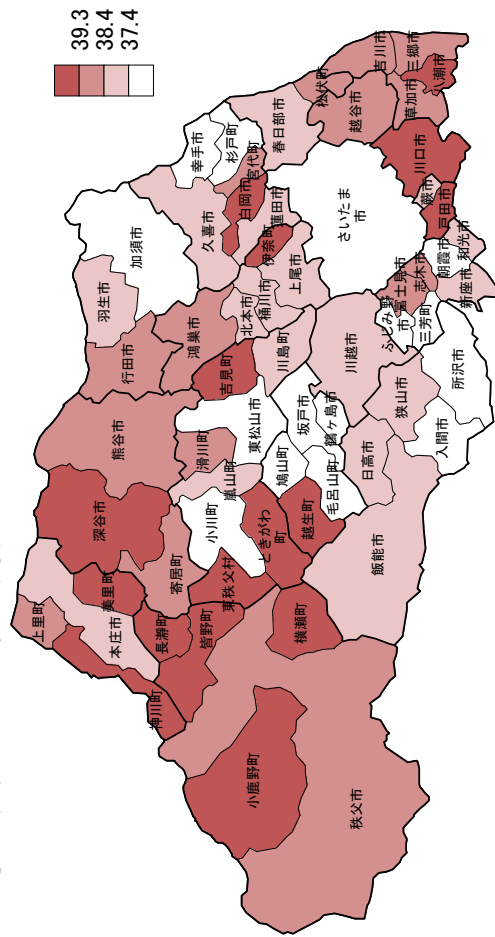 39.3
38.4
37.4
上里町
羽生市
深谷市
美里町
本庄市
熊谷市
行田市
加須市
神川町
長瀞町
寄居町
鴻巣市
幸手市
吉見町
滑川町
皆野町
久喜市
小川町
嵐山町
東秩父村
杉戸町
白岡市
北本市
宮代町
小鹿野町
東松山市
ときがわ
町
桶川市
伊奈町
蓮田市
春日部市
川島町
鳩山町
上尾市
横瀬町
坂戸市
越生町
松伏町
鶴ヶ島市
毛呂山町
さいたま
市
川越市
越谷市
秩父市
日高市
飯能市
吉川市
ふじみ野
市
富士見市
狭山市
草加市
三郷市
志木市
川口市
三芳町
蕨市
八潮市
入間市
朝霞市
戸田市
所沢市
和光市
新座市